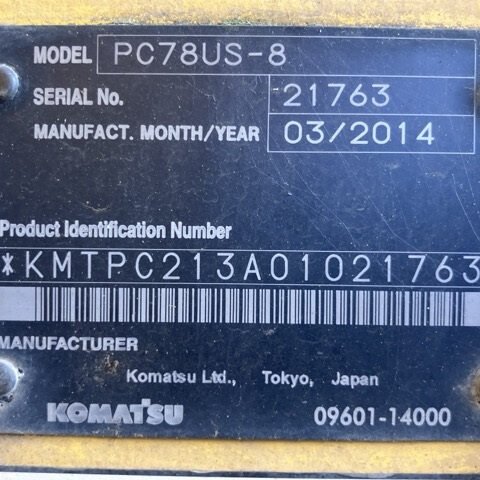 MODEL PC78US-8
SERIAL No. 21763
MANUFACT. MONTH/YEAR 03/2014
Product Identification Number
*KMTPC213A01021763
MANUFACTURER
Komatsu Ltd., Tokyo, Japan
KOMATSU 09601-14000